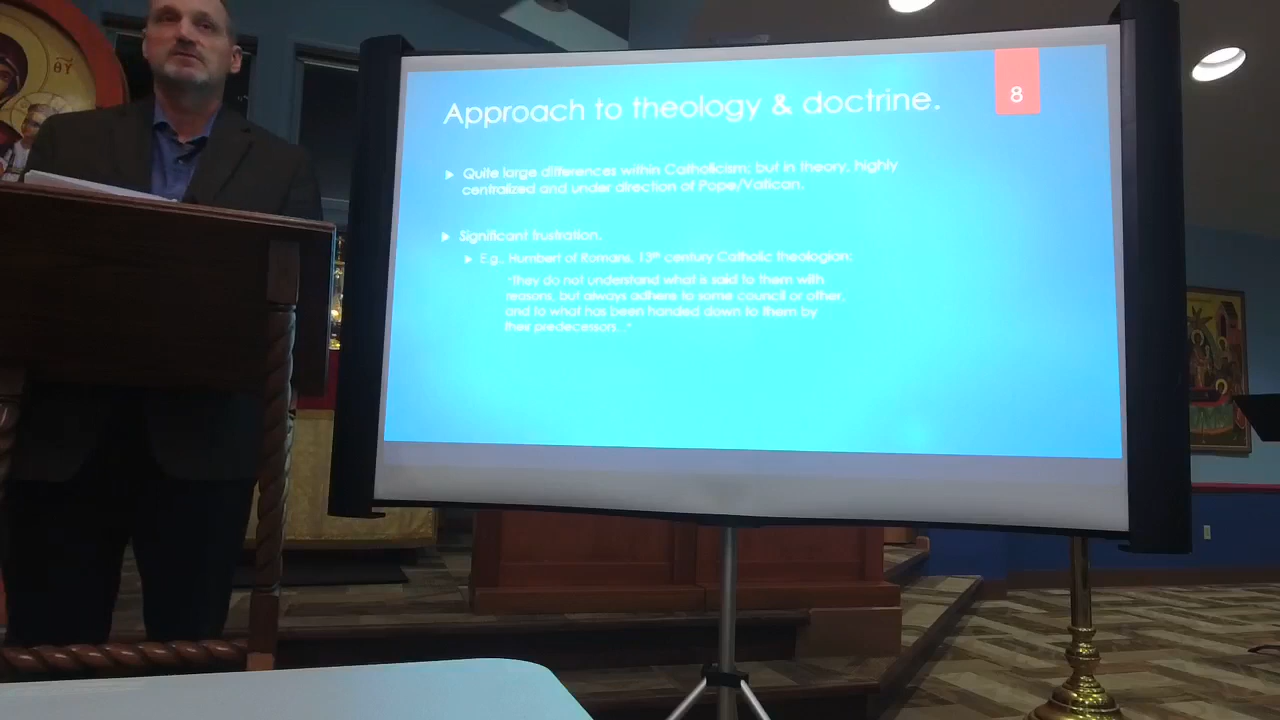 Approach to theology & doctrine.
8
Quite large differences within Catholicism; but in theory, highly
centralized and under direction of Pope/Vatican.
Significant frustration.
E.g., Humbert of Romans, 13th century Catholic theologian:
"They do not understand what is said to them with
reasons, but always adhere to some council or other,
and to what has been handed down to them by
their predecessors..."